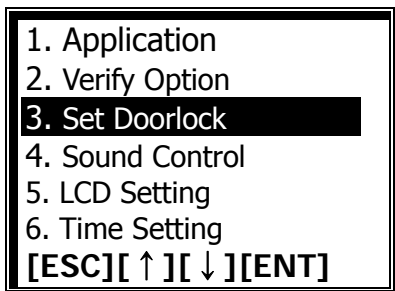 1. Application
2. Verify Option
3. Set Doorlock
4. Sound Control
5. LCD Setting
6. Time Setting
[ESC][↑][↓][ENT]